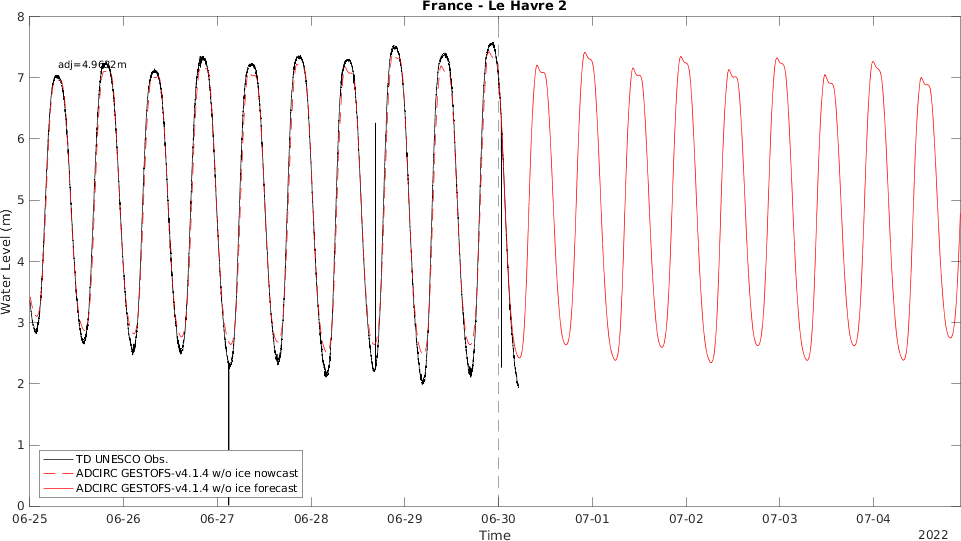 France - Le Havre 2
8
adj=4.9632m
7
6
5
4
3
2
1
0
Water Level (m)
TD UNESCO Obs.
ADCIRC GESTOFS-v4.1.4 w/o ice nowcast
ADCIRC GESTOFS-v4.1.4 w/o ice forecast
06-25 06-26 06-27 06-28 06-29 06-30 07-01 07-02 07-03 07-04
Time
2022